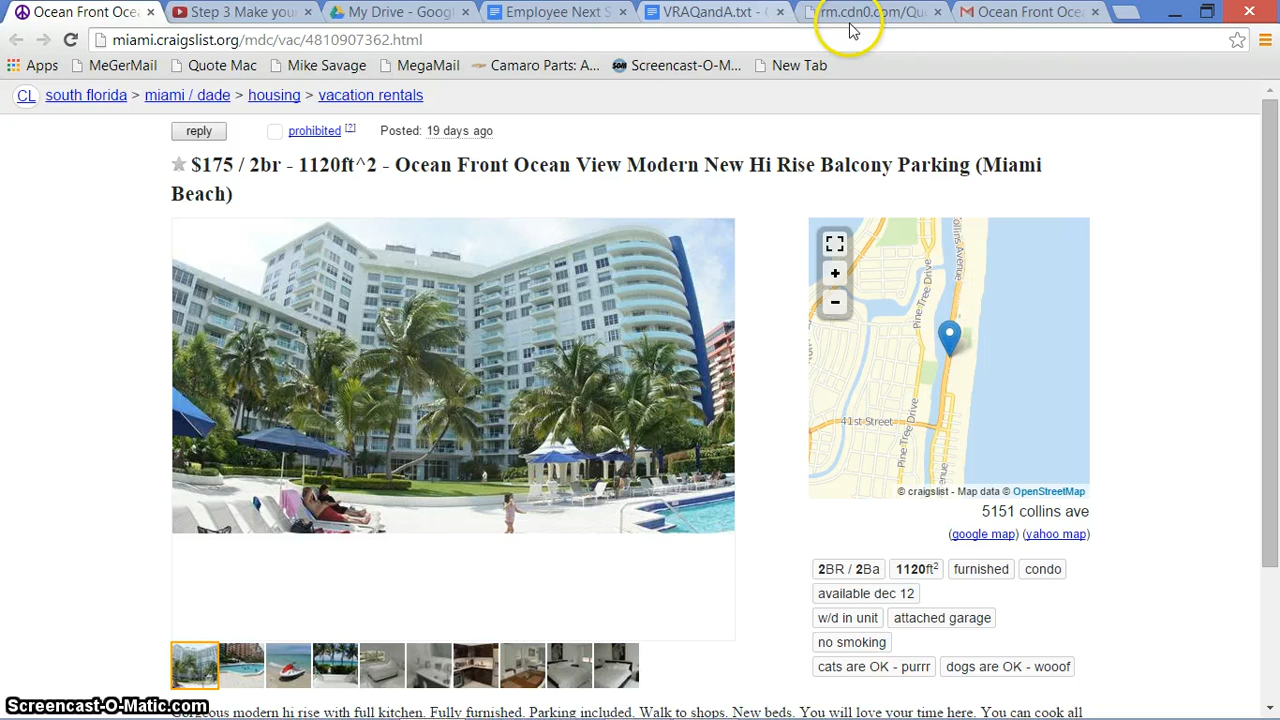 Ocean Front Oce
Step 3 Make your
My Drive - Googl
Employee Next S
VRAQandA.txt -
rm.cdn0.com/Qu
Ocean Front Oce
miami.craigslist.org/mdc/vac/4810907362.html
Apps
MeGerMail
Quote Mac
Mike Savage
MegaMail
Camaro Parts: A...
Screencast-O-M...
New Tab
CL south florida > miami / dade > housing > vacation rentals
reply prohibited [?] Posted: 19 days ago
$175 / 2br - 1120ft^2 - Ocean Front Ocean View Modern New Hi Rise Balcony Parking (Miami
Beach)
Collins Avenue
Pine Tree Drive
41st Street
Pine Tree Drive
© craigslist - Map data © OpenStreetMap
5151 collins ave
(google map) (yahoo map)
2BR / 2Ba 1120ft2 furnished condo
available dec 12
w/d in unit attached garage
no smoking
cats are OK - purrr dogs are OK - wooof
Gorgeous modern hi rise with full kitchen. Fully furnished. Parking included. Walk to shops. New beds. You will love your time here. You can cook all
Screencast-O-Matic.com